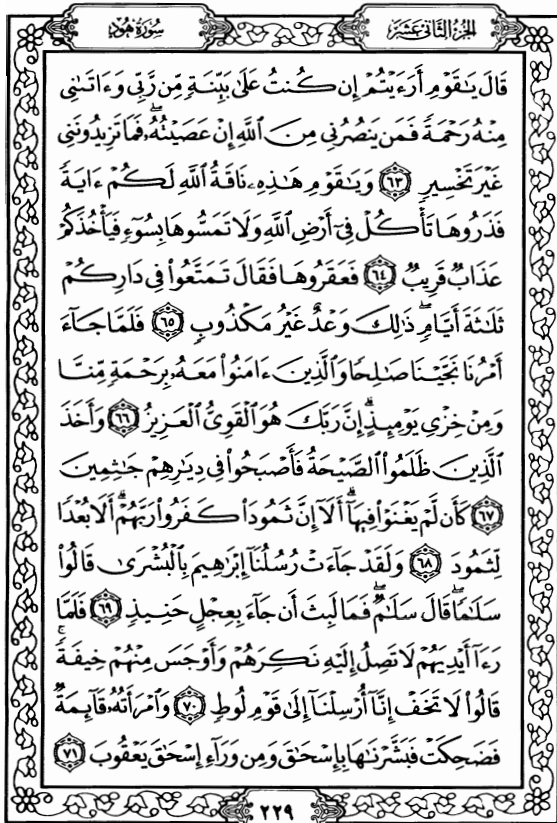 الجزء الثاني عشر
سورة هود
قَالَ يَٰقَوْمِ أَرَءَيْتُمْ إِن كُنتُ عَلَىٰ بَيِّنَةٍ مِّن رَّبِّى وَءَاتَىٰنِى
مِنْهُ رَحْمَةً فَمَن يَنصُرُنِى مِنَ ٱللَّهِ إِنْ عَصَيْتُهُۥۖ فَمَا تَزِيدُونَنِى
غَيْرَ تَخْسِيرٍ ٦٣ وَيَٰقَوْمِ هَٰذِهِۦ نَاقَةُ ٱللَّهِ لَكُمْ ءَايَةً
فَذَرُوهَا تَأْكُلْ فِىٓ أَرْضِ ٱللَّهِ وَلَا تَمَسُّوهَا بِسُوٓءٍ فَيَأْخُذَكُمْ
عَذَابٌ قَرِيبٌ ٦٤ فَعَقَرُوهَا فَقَالَ تَمَتَّعُوا۟ فِى دَارِكُمْ
ثَلَٰثَةَ أَيَّامٍۖ ذَٰلِكَ وَعْدٌ غَيْرُ مَكْذُوبٍ ٦٥ فَلَمَّا جَآءَ
أَمْرُنَا نَجَّيْنَا صَٰلِحًا وَٱلَّذِينَ ءَامَنُوا۟ مَعَهُۥ بِرَحْمَةٍ مِّنَّا
وَمِنْ خِزْىِ يَوْمِئِذٍۗ إِنَّ رَبَّكَ هُوَ ٱلْقَوِىُّ ٱلْعَزِيزُ ٦٦ وَأَخَذَ
ٱلَّذِينَ ظَلَمُوا۟ ٱلصَّيْحَةُ فَأَصْبَحُوا۟ فِى دِيَٰرِهِمْ جَٰثِمِينَ
٦٧ كَأَن لَّمْ يَغْنَوْا۟ فِيهَآۗ أَلَآ إِنَّ ثَمُودَا۟ كَفَرُوا۟ رَبَّهُمْۗ أَلَا بُعْدًا
لِّثَمُودَ ٦٨ وَلَقَدْ جَآءَتْ رُسُلُنَآ إِبْرَٰهِيمَ بِٱلْبُشْرَىٰ قَالُوا۟
سَلَٰمًاۖ قَالَ سَلَٰمٌۖ فَمَا لَبِثَ أَن جَآءَ بِعِجْلٍ حَنِيذٍ ٦٩ فَلَمَّا
رَءَآ أَيْدِيَهُمْ لَا تَصِلُ إِلَيْهِ نَكِرَهُمْ وَأَوْجَسَ مِنْهُمْ خِيفَةًۚ
قَالُوا۟ لَا تَخَفْ إِنَّآ أُرْسِلْنَآ إِلَىٰ قَوْمِ لُوطٍ ٧٠ وَٱمْرَأَتُهُۥ قَآئِمَةٌ
فَضَحِكَتْ فَبَشَّرْنَٰهَا بِإِسْحَٰقَ وَمِن وَرَآءِ إِسْحَٰقَ يَعْقُوبَ ٧١
٢٢٩